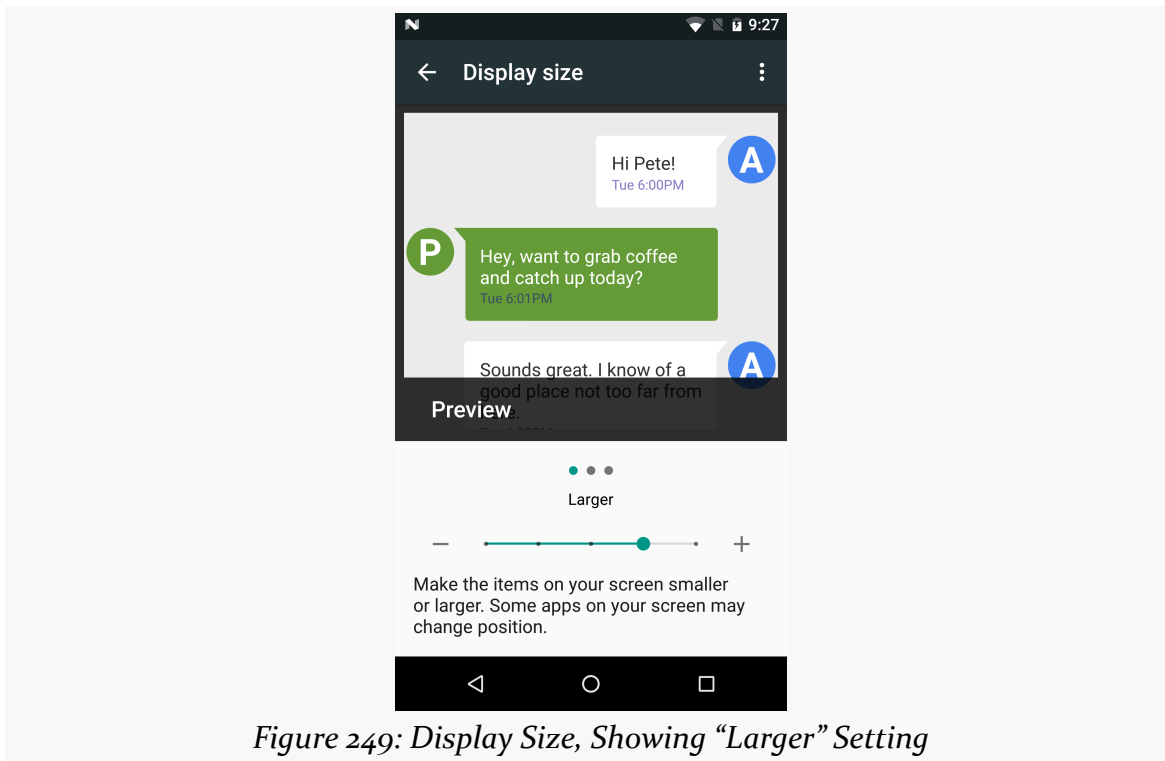 9:27
Display size
Hi Pete!
Tue 6:00PM
A
P
Hey, want to grab coffee
and catch up today?
Tue 6:01PM
A
Sounds great. I know of a
good place not too far from
Preview
Larger
Make the items on your screen smaller
or larger. Some apps on your screen may
change position.
Figure 249: Display Size, Showing “Larger” Setting